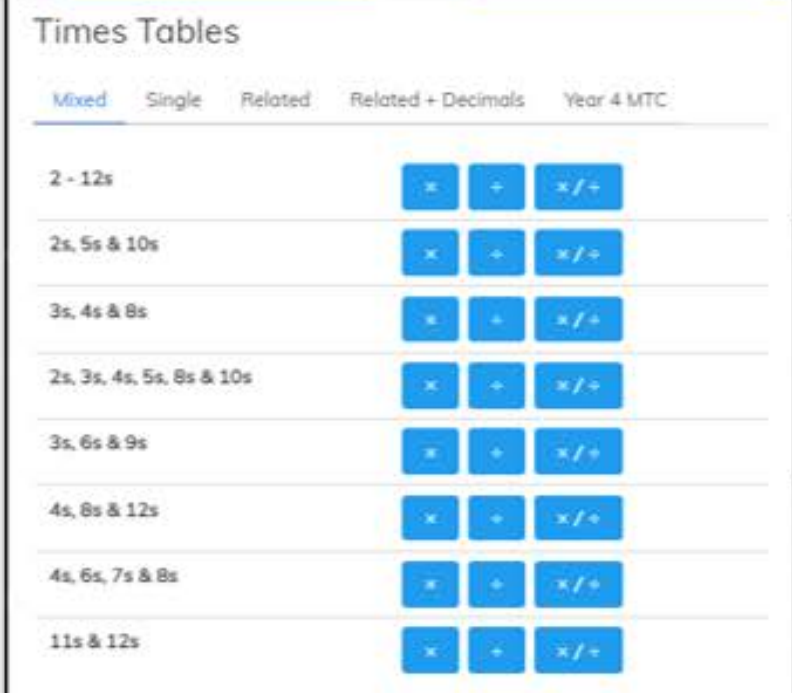 Times Tables
Mixed Single Related Related + Decimals Year 4 MTC
2 - 12s × ÷ ×/÷
2s, 5s & 10s × ÷ ×/÷
3s, 4s & 8s × ÷ ×/÷
2s, 3s, 4s, 5s, 8s & 10s × ÷ ×/÷
3s, 6s & 9s × ÷ ×/÷
4s, 8s & 12s × ÷ ×/÷
4s, 6s, 7s & 8s × ÷ ×/÷
11s & 12s × ÷ ×/÷